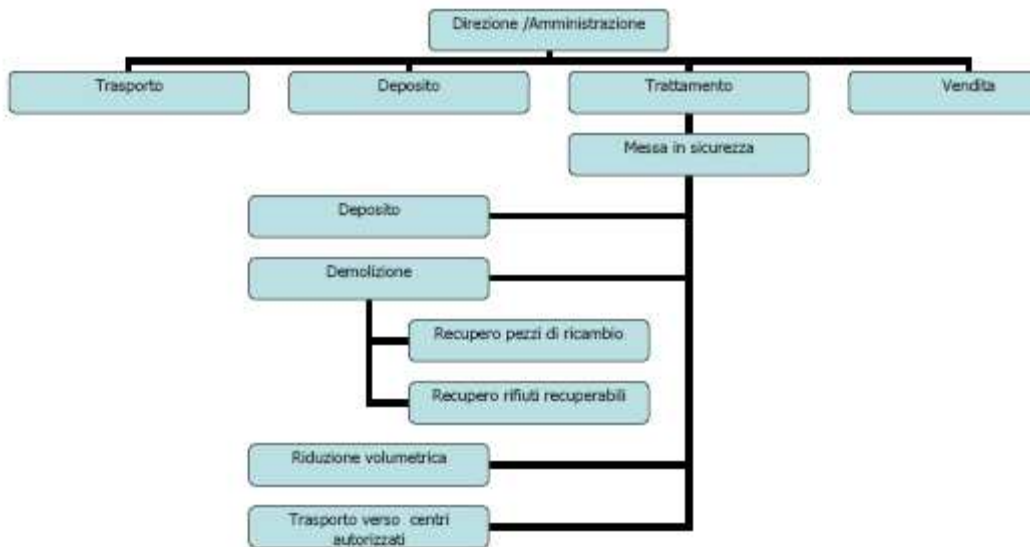 Direzione /Amministrazione
Trasporto
Deposito
Trattamento
Vendita
Messa in sicurezza
Deposito
Demolizione
Recupero pezzi di ricambio
Recupero rifiuti recuperabili
Riduzione volumetrica
Trasporto verso centri
autorizzati